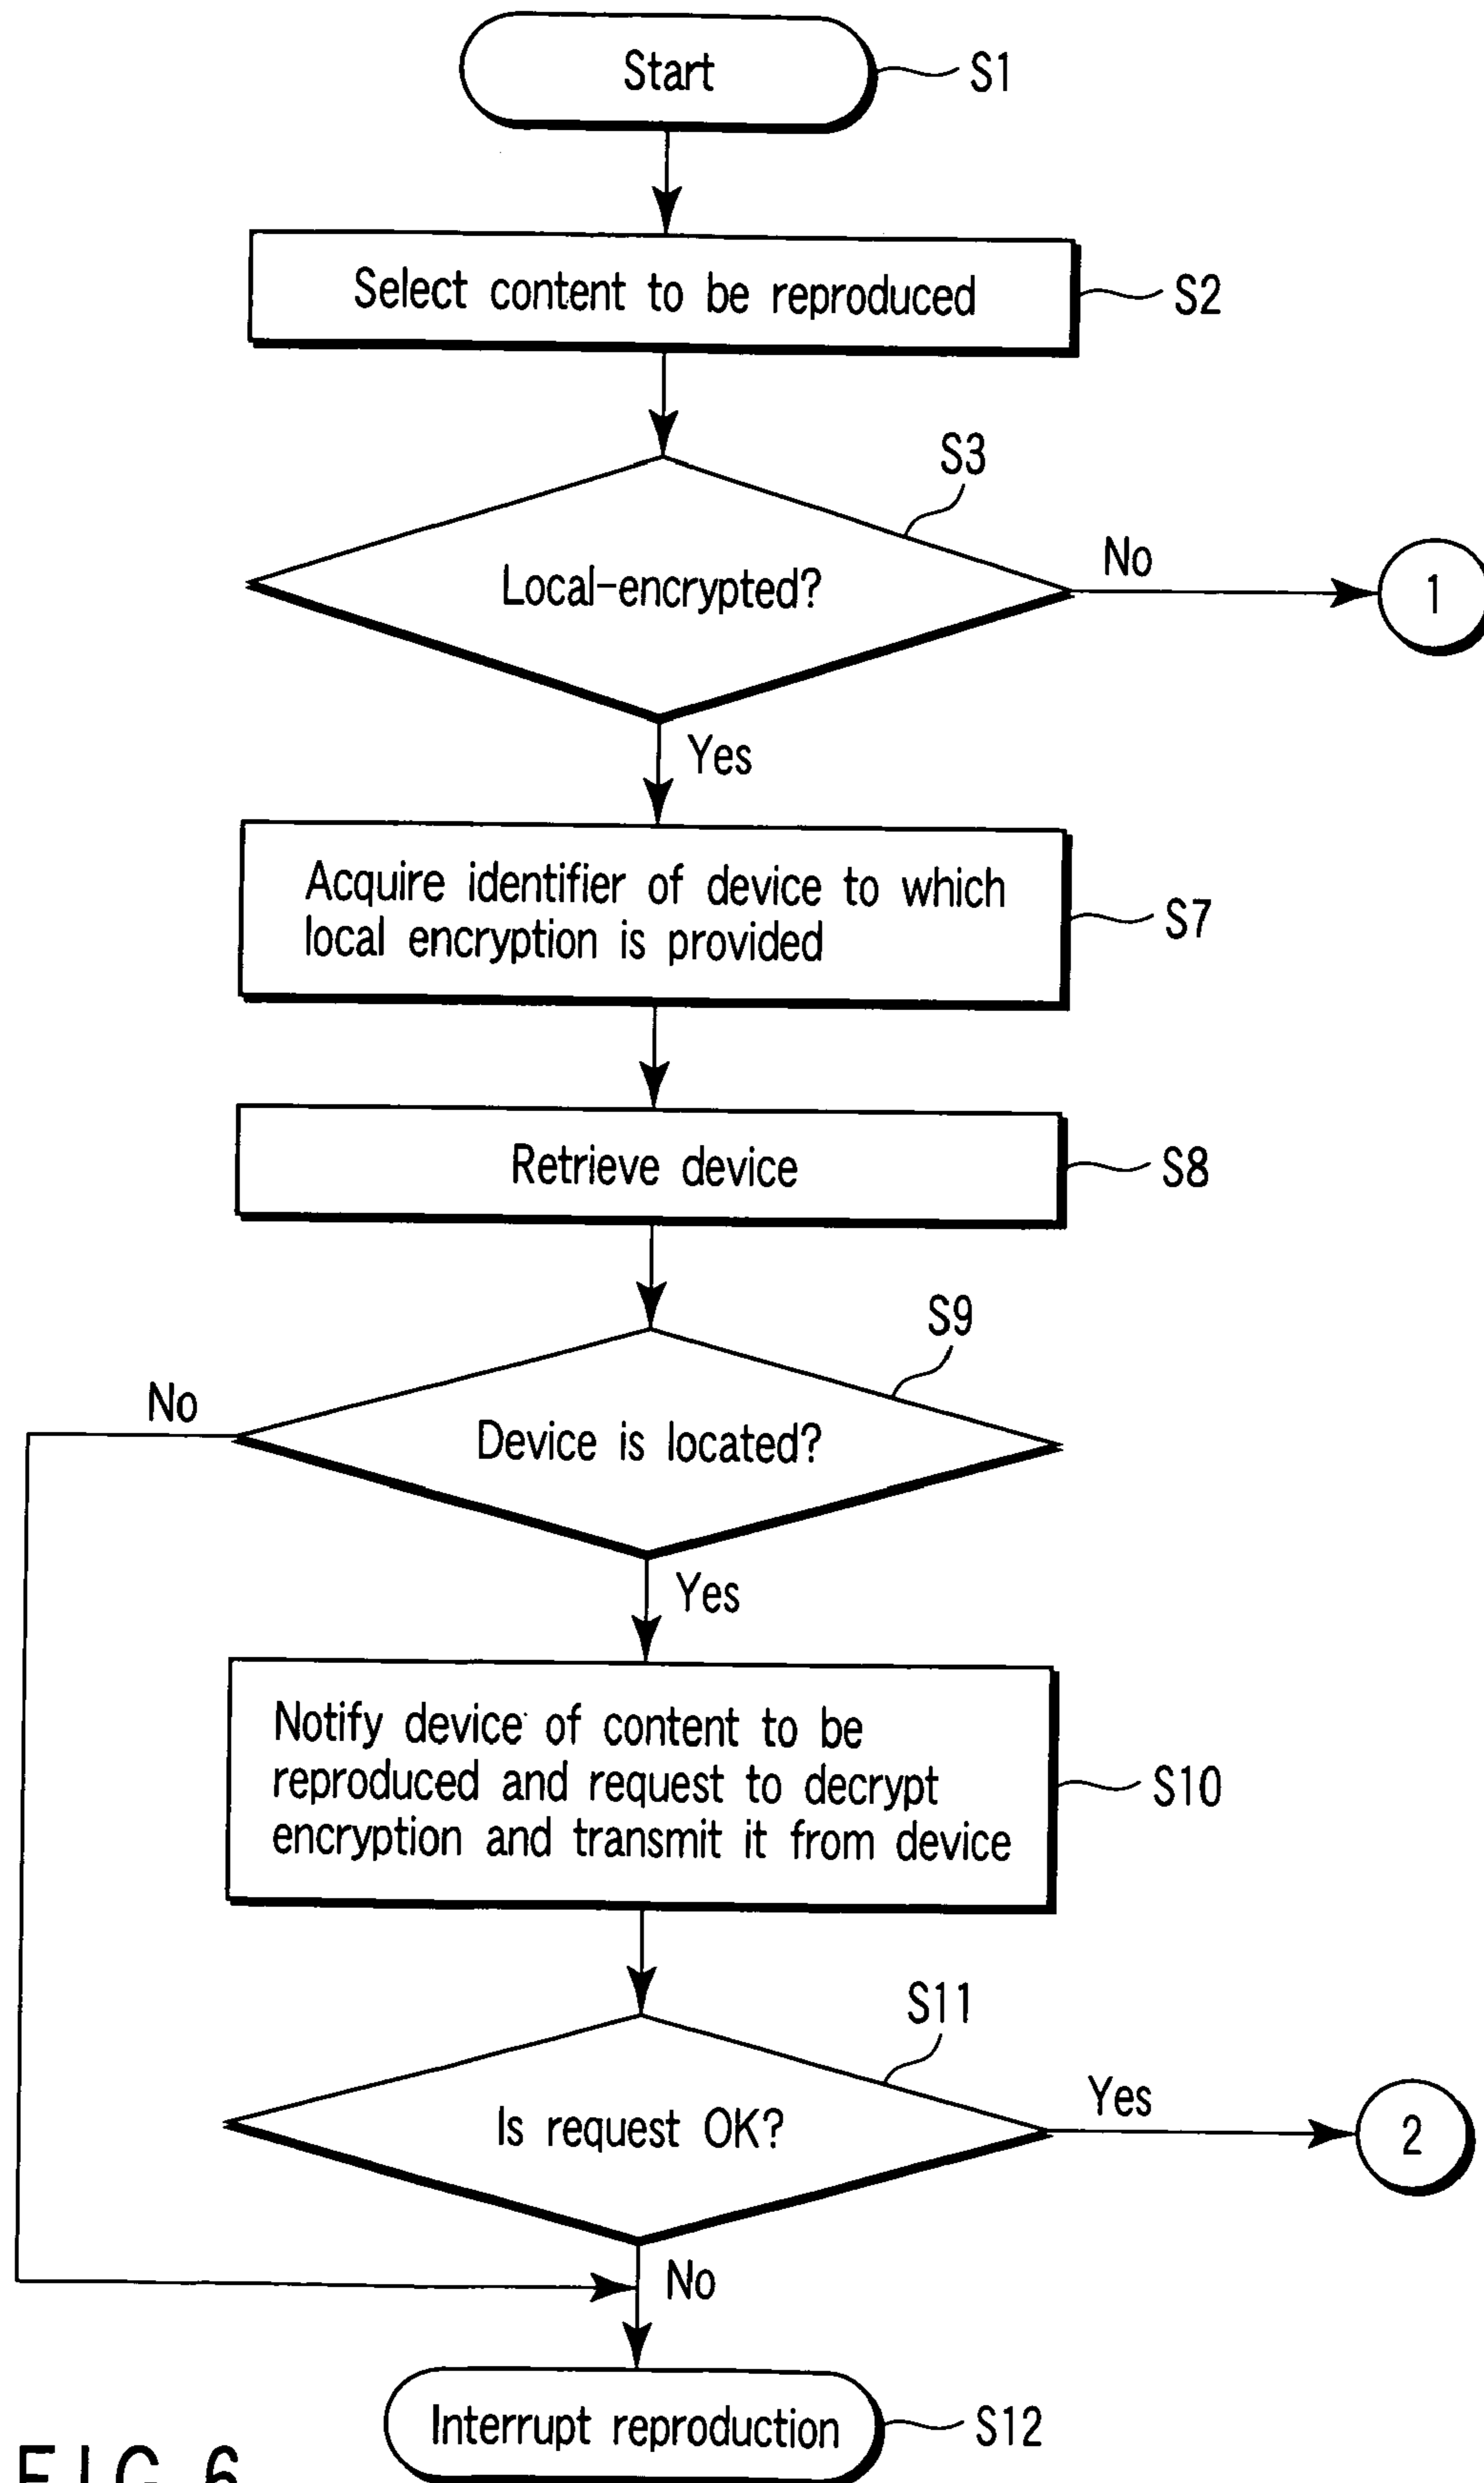 Start
S1
Select content to be reproduced
S2
S3
Local-encrypted?
No
1
Yes
Acquire identifier of device to which
local encryption is provided
S7
Retrieve device
S8
S9
No
Device is located?
Yes
Notify device of content to be
reproduced and request to decrypt
encryption and transmit it from device
S10
S11
Is request OK?
Yes
2
No
Interrupt reproduction
S12
FIG. 6